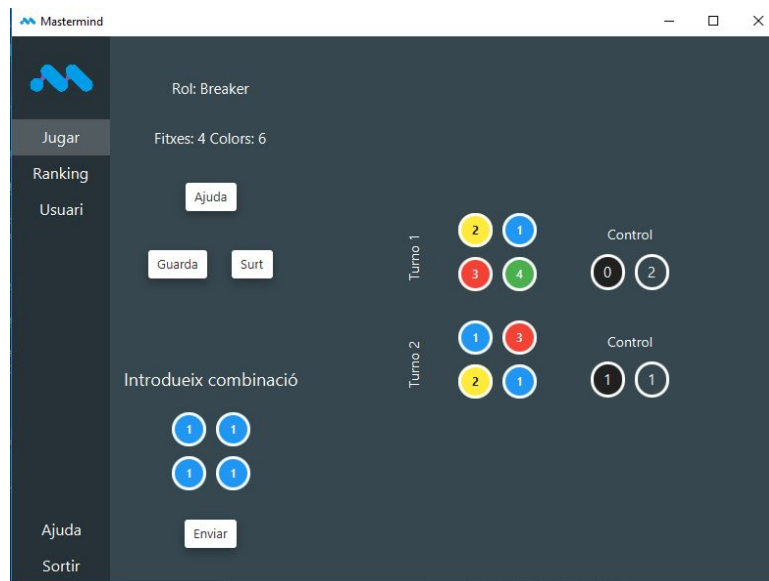 Mastermind
Rol: Breaker
Fitxes: 4 Colors: 6
Jugar
Ranking
Usuari
Ajuda
Guarda Surt
Introdueix combinació
1 1
1 1
Enviar
Ajuda
Sortir
Turno 1
2 1
3 4
Control
0 2
Turno 2
1 3
2 1
Control
1 1